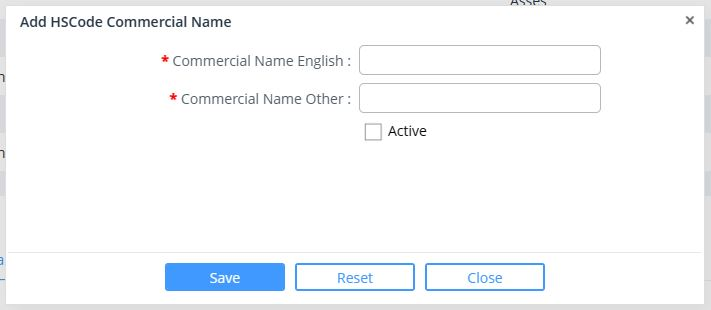 Add HSCode Commercial Name ×
* Commercial Name English :
* Commercial Name Other :
Active
Save Reset Close